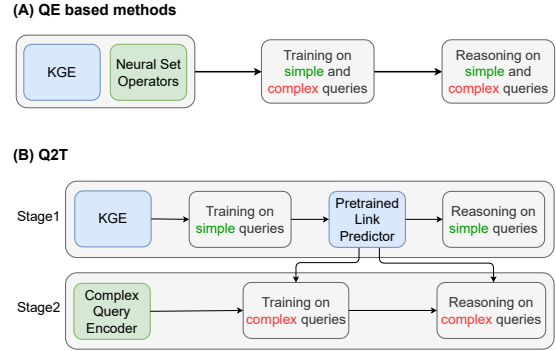 (A) QE based methods
KGE
Neural Set
Operators
Training on
simple and
complex queries
Reasoning on
simple and
complex queries
(B) Q2T
Stage1
KGE
Training on
simple queries
Pretrained
Link
Predictor
Reasoning on
simple queries
Stage2
Complex
Query
Encoder
Training on
complex queries
Reasoning on
complex queries